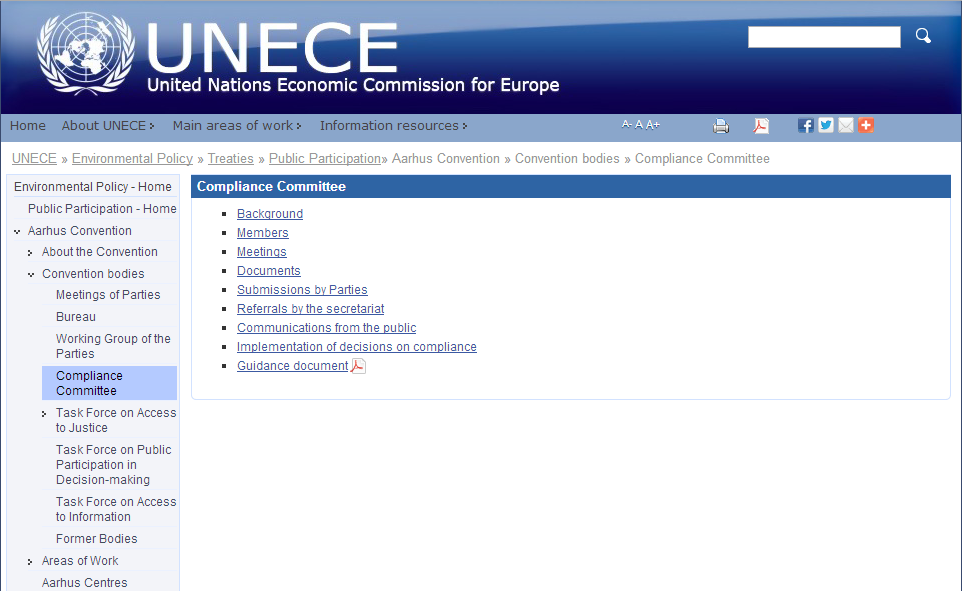 UNECE
United Nations Economic Commission for Europe
Home About UNECE Main areas of work Information resources A- A A+
UNECE » Environmental Policy » Treaties » Public Participation» Aarhus Convention » Convention bodies » Compliance Committee
Environmental Policy - Home
Public Participation - Home
Aarhus Convention
About the Convention
Convention bodies
Meetings of Parties
Bureau
Working Group of the
Parties
Compliance
Committee
Task Force on Access
to Justice
Task Force on Public
Participation in
Decision-making
Task Force on Access
to Information
Former Bodies
Areas of Work
Aarhus Centres
Compliance Committee
Background
Members
Meetings
Documents
Submissions by Parties
Referrals by the secretariat
Communications from the public
Implementation of decisions on compliance
Guidance document